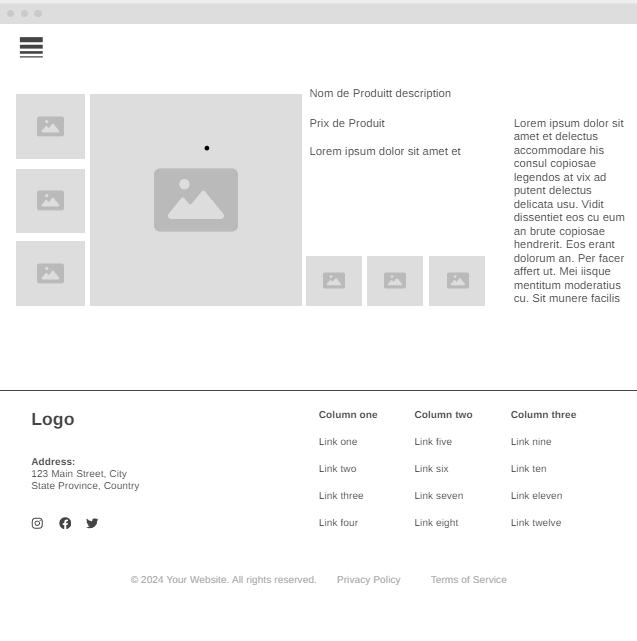 Nom de Produitt description
Prix de Produit
Lorem ipsum dolor sit amet et
Lorem ipsum dolor sit
amet et delectus
accommodare his
consul copiosae
legendos at vix ad
putent delectus
delicata usu. Vidit
dissentiet eos cu eum
an brute copiosae
hendrerit. Eos erant
dolorum an. Per facer
affert ut. Mei iisque
mentitum moderatius
cu. Sit munere facilis
Logo
Address:
123 Main Street, City
State Province, Country
Column one
Link one
Link two
Link three
Link four
Column two
Link five
Link six
Link seven
Link eight
Column three
Link nine
Link ten
Link eleven
Link twelve
© 2024 Your Website. All rights reserved. Privacy Policy Terms of Service